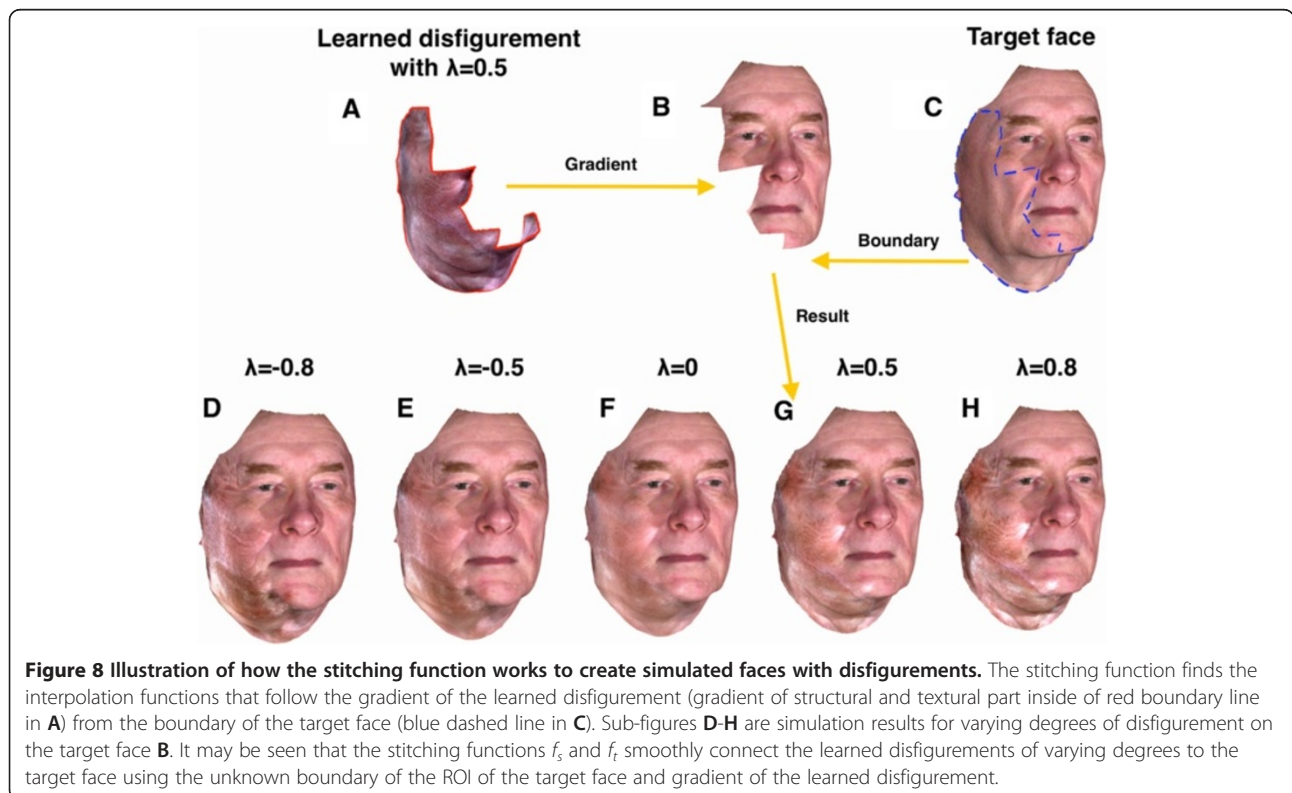 Learned disfigurement
with λ=0.5
Target face
A
B
C
Gradient
Boundary
Result
λ=-0.8
λ=-0.5
λ=0
λ=0.5
λ=0.8
D
E
F
G
H
Figure 8 Illustration of how the stitching function works to create simulated faces with disfigurements. The stitching function finds the
interpolation functions that follow the gradient of the learned disfigurement (gradient of structural and textural part inside of red boundary line
in A) from the boundary of the target face (blue dashed line in C). Sub-figures D-H are simulation results for varying degrees of disfigurement on
the target face B. It may be seen that the stitching functions fs and ft smoothly connect the learned disfigurements of varying degrees to the
target face using the unknown boundary of the ROI of the target face and gradient of the learned disfigurement.